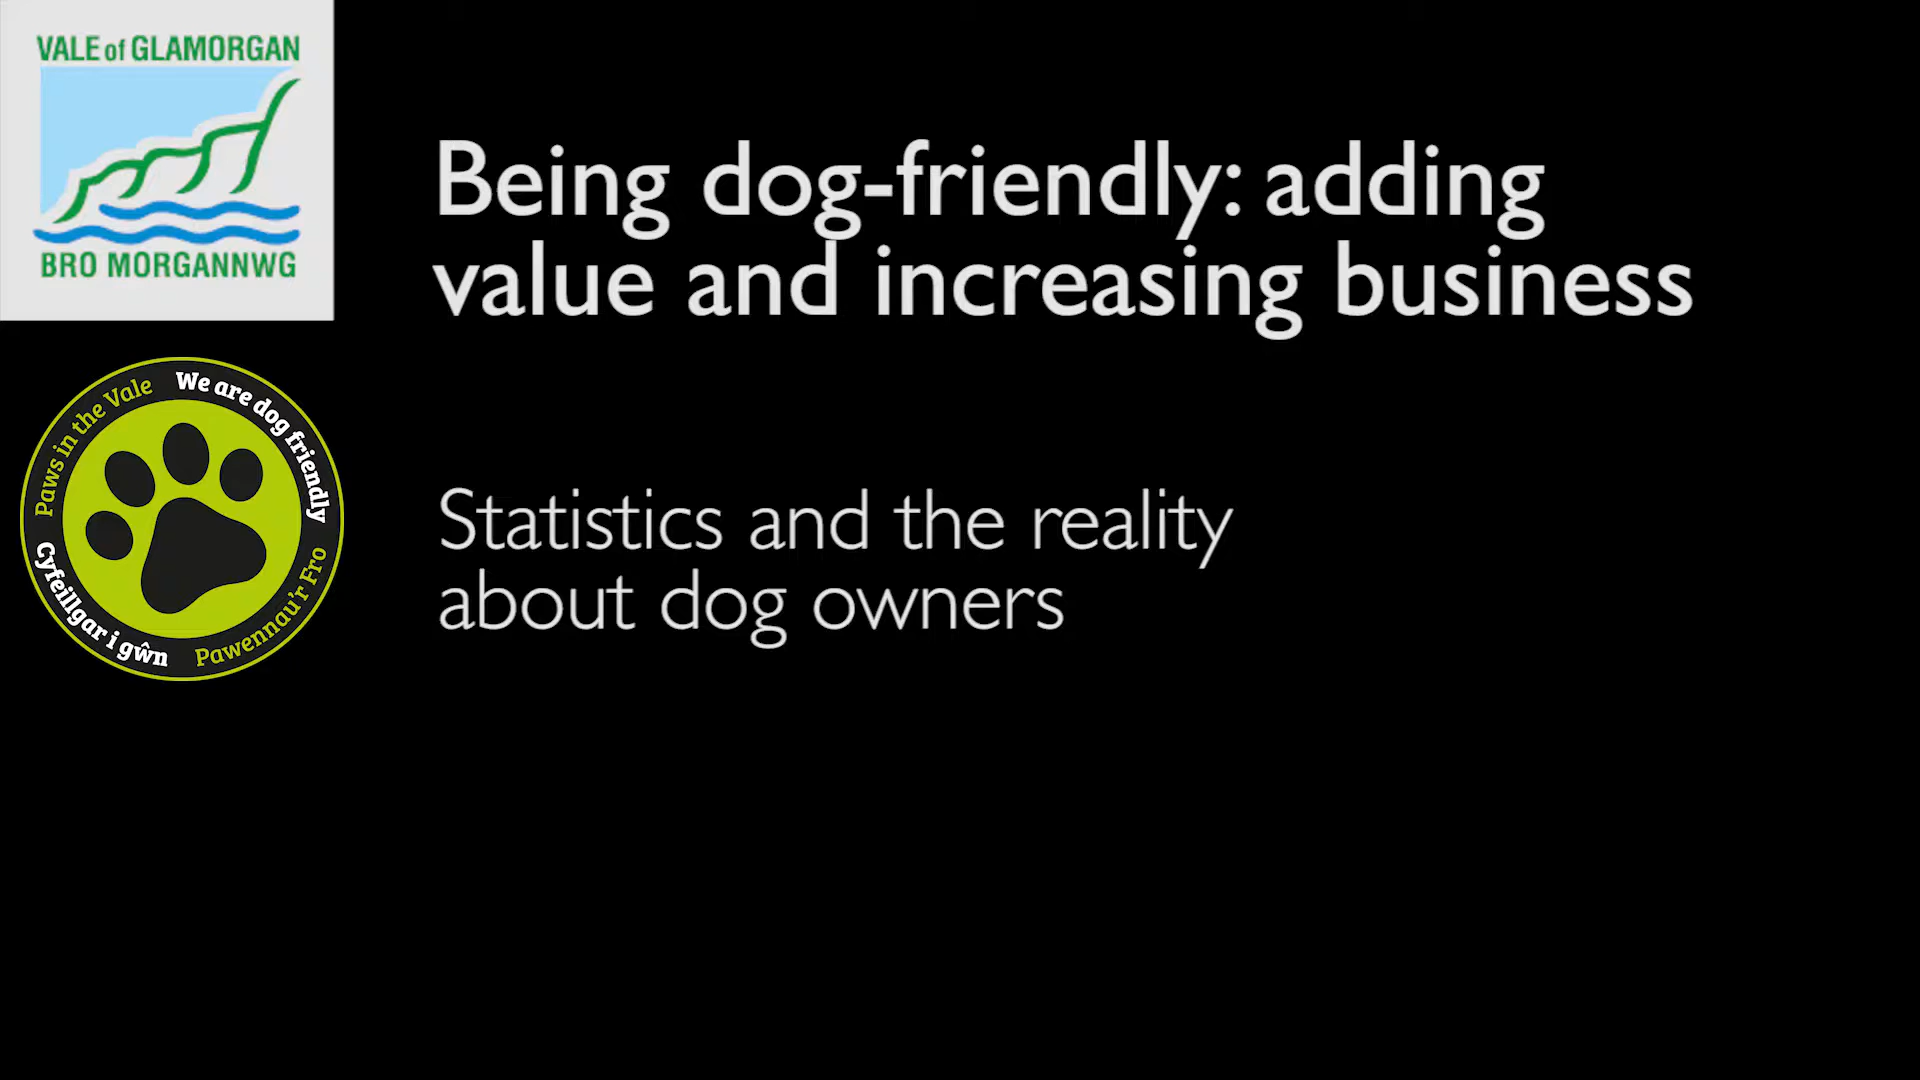 VALE of GLAMORGAN
BRO MORGANNWG
Being dog-friendly: adding
value and increasing business
Paws in the Vale
We are dog friendly
Cyfeillgar i gŵn
Pawennau'r Fro
Statistics and the reality
about dog owners